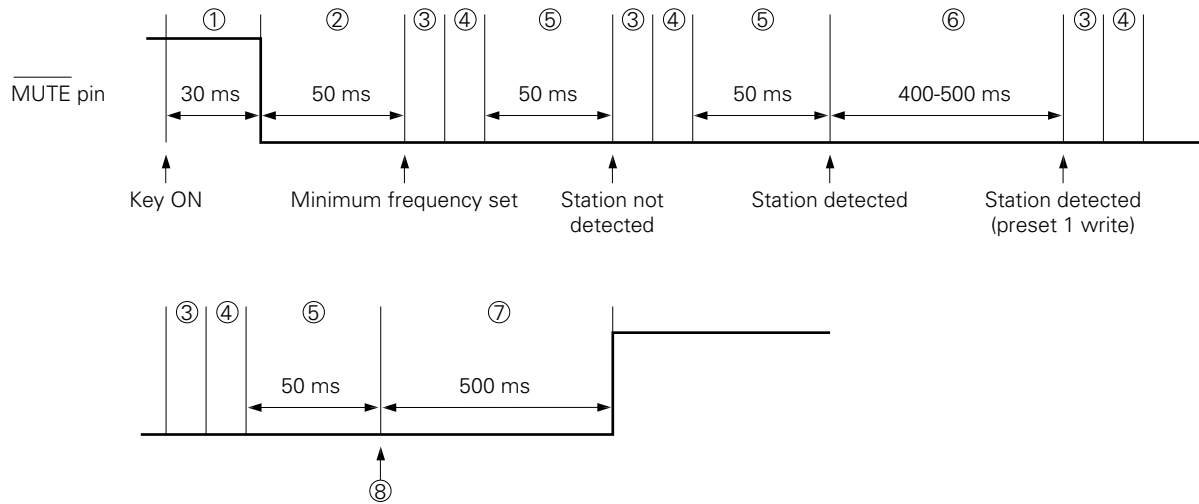 ① ② ③ ④ ⑤ ③ ④ ⑤ ⑥ ③ ④
MUTE pin
30 ms 50 ms 50 ms 50 ms 400-500 ms
Key ON Minimum frequency set Station not detected Station detected Station detected (preset 1 write)
③ ④ ⑤ ⑦
50 ms 500 ms
⑧